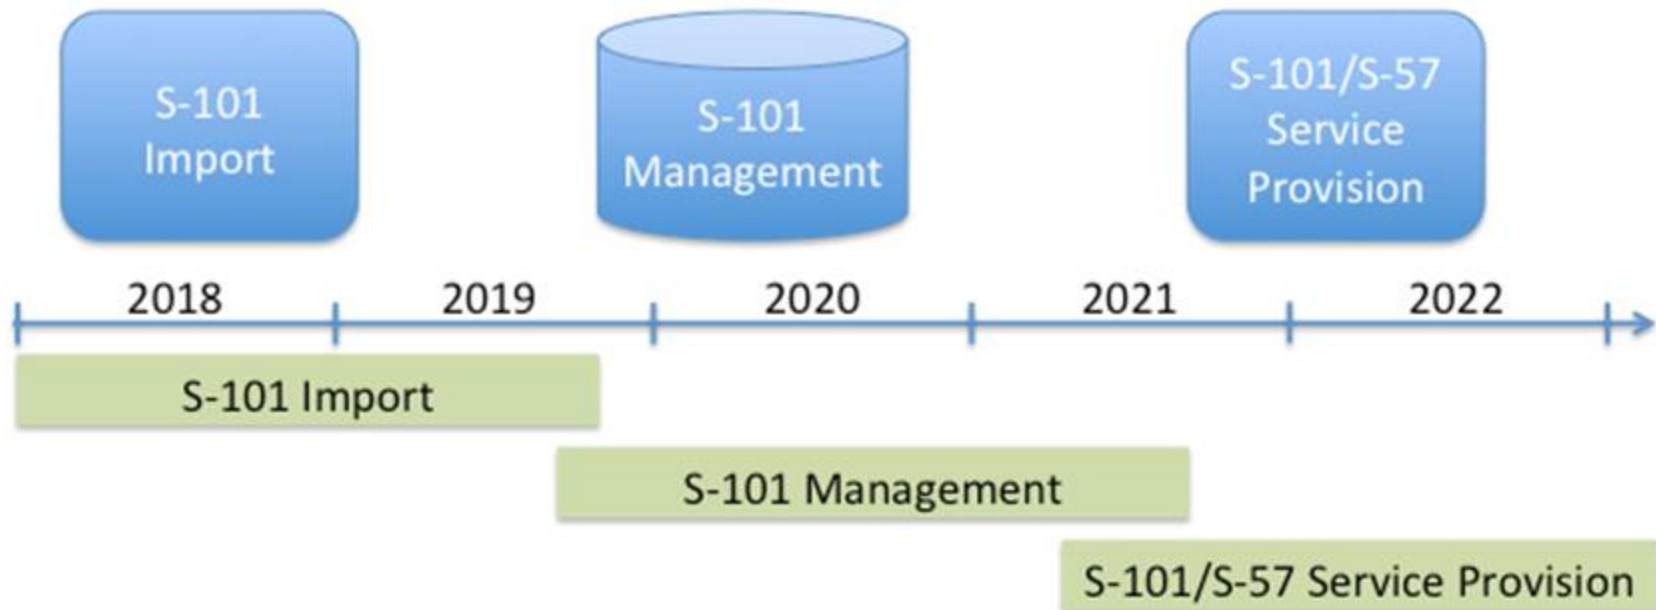 S-101
Import
S-101
Management
S-101/S-57
Service
Provision
2018 2019 2020 2021 2022
S-101 Import
S-101 Management
S-101/S-57 Service Provision